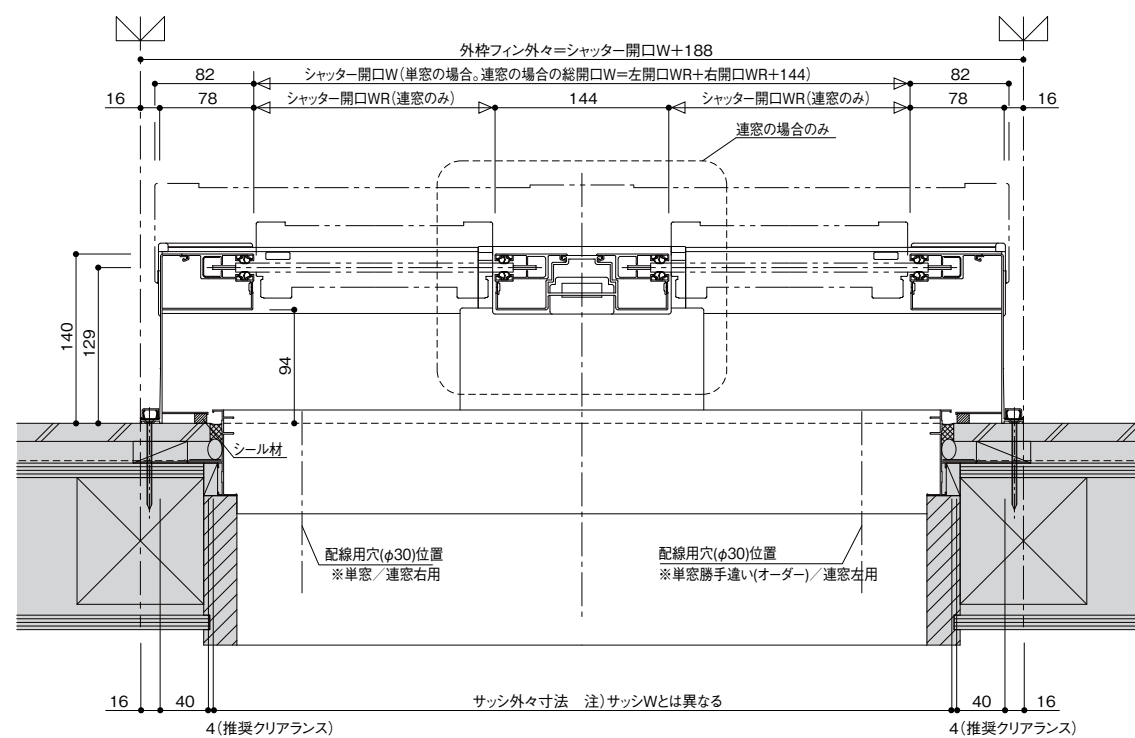 外枠フィン外々＝シャッター開口W＋188
82
シャッター開口W（単窓の場合。連窓の場合の総開口W＝左開口WR＋右開口WR＋144）
82
16
78
シャッター開口WR（連窓のみ）
144
シャッター開口WR（連窓のみ）
78
16
連窓の場合のみ
140
129
94
シール材
配線用穴(φ30)位置
※単窓／連窓右用
配線用穴(φ30)位置
※単窓勝手違い(オーダー)／連窓左用
16
40
サッシ外々寸法　注）サッシWとは異なる
40
16
4（推奨クリアランス）
4（推奨クリアランス）